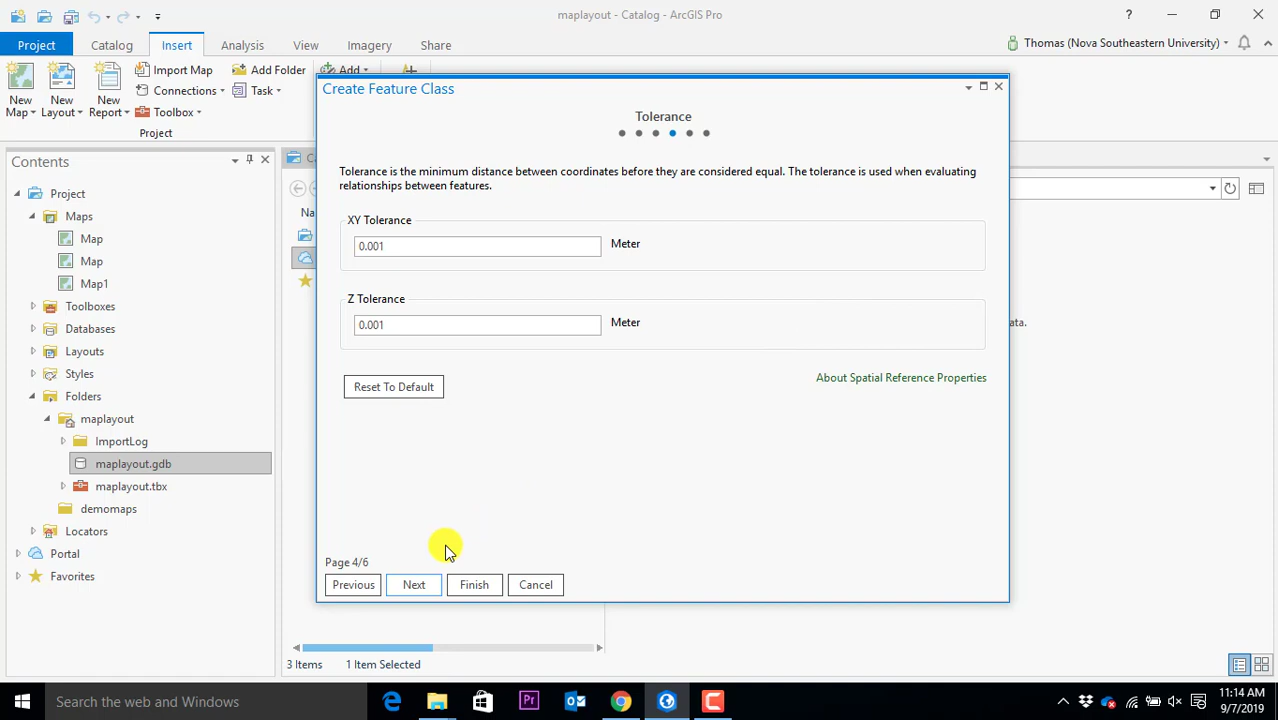 maplayout - Catalog - ArcGIS Pro
?
Project
Catalog
Insert
Analysis
View
Imagery
Share
Thomas (Nova Southeastern University)
New Map
New Layout
New Report
Import Map
Connections
Toolbox
Add Folder
Task
Add
Project
Contents
Project
Maps
Map
Map
Map1
Toolboxes
Databases
Layouts
Styles
Folders
maplayout
ImportLog
maplayout.gdb
maplayout.tbx
demomaps
Locators
Portal
Favorites
Create Feature Class
Tolerance
Tolerance is the minimum distance between coordinates before they are considered equal. The tolerance is used when evaluating
relationships between features.
XY Tolerance
0.001
Meter
Z Tolerance
0.001
Meter
Reset To Default
About Spatial Reference Properties
Page 4/6
Previous
Next
Finish
Cancel
3 Items
1 Item Selected
Search the web and Windows
11:14 AM
9/7/2019